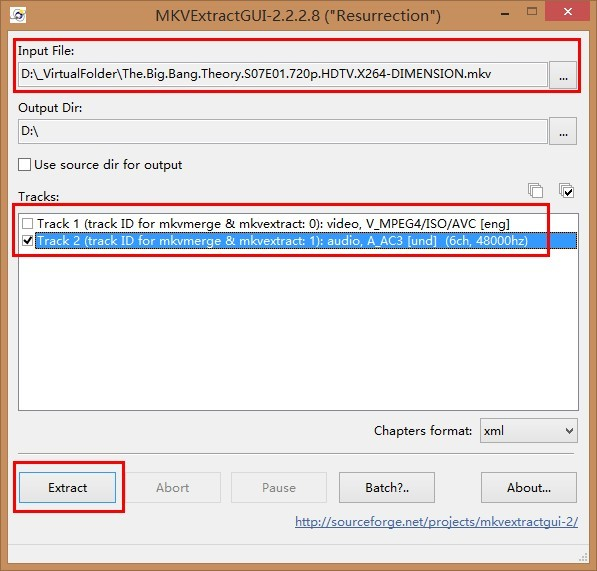 MKVExtractGUI-2.2.2.8 ("Resurrection")
Input File:
D:\_VirtualFolder\The.Big.Bang.Theory.S07E01.720p.HDTV.X264-DIMENSION.mkv
...
Output Dir:
D:\
...
Use source dir for output
Tracks:
Track 1 (track ID for mkvmerge & mkvextract: 0): video, V_MPEG4/ISO/AVC [eng]
Track 2 (track ID for mkvmerge & mkvextract: 1): audio, A_AC3 [und]  (6ch, 48000hz)
Chapters format: xml
Extract Abort Pause Batch?.. About...
http://sourceforge.net/projects/mkvextractgui-2/